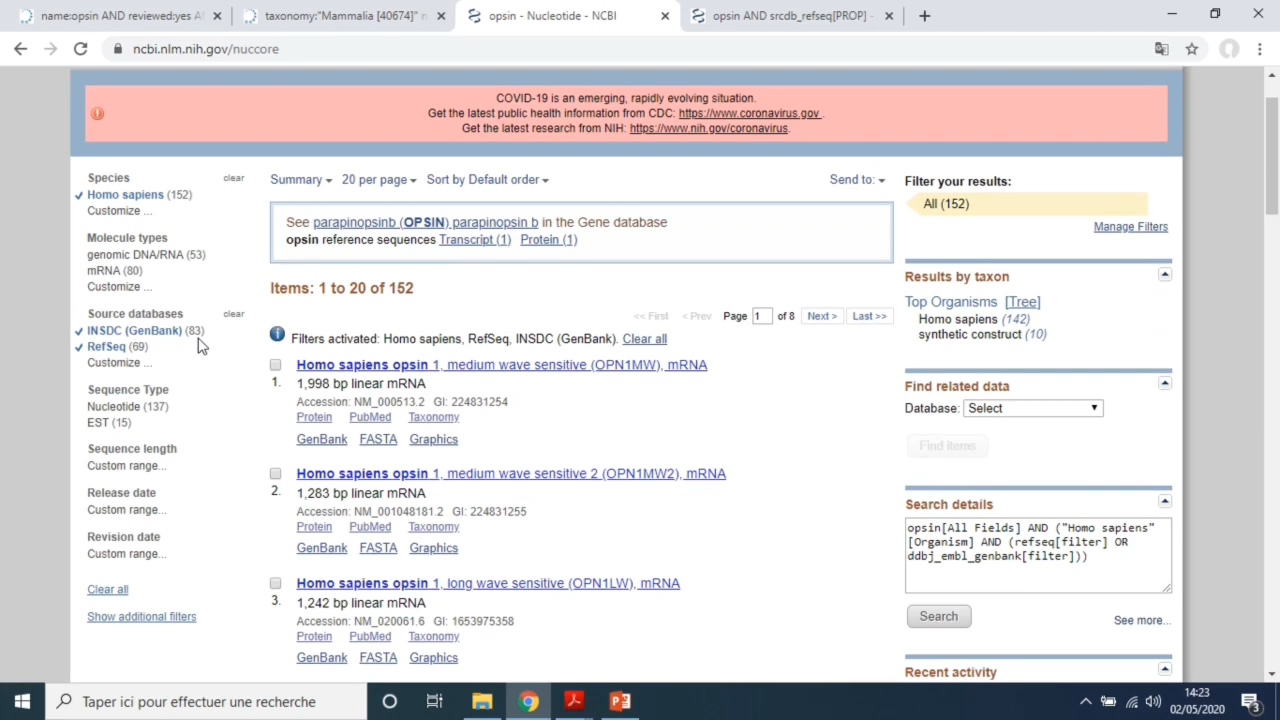 name:opsin AND reviewed:yes A
taxonomy:"Mammalia [40674]"
opsin - Nucleotide - NCBI
opsin AND srcdb_refseq[PROP] -
ncbi.nlm.nih.gov/nuccore
COVID-19 is an emerging, rapidly evolving situation.
Get the latest public health information from CDC: https://www.coronavirus.gov .
Get the latest research from NIH: https://www.nih.gov/coronavirus.
Species clear
Homo sapiens (152)
Customize ...
Molecule types
genomic DNA/RNA (53)
mRNA (80)
Customize ...
Source databases clear
INSDC (GenBank) (83)
RefSeq (69)
Customize ...
Sequence Type
Nucleotide (137)
EST (15)
Sequence length
Custom range...
Release date
Custom range...
Revision date
Custom range...
Clear all
Show additional filters
Summary 20 per page Sort by Default order Send to:
See parapinopsinb (OPSIN) parapinopsin b in the Gene database
opsin reference sequences Transcript (1) Protein (1)
Items: 1 to 20 of 152
<< First < Prev Page 1 of 8 Next > Last >>
Filters activated: Homo sapiens, RefSeq, INSDC (GenBank). Clear all
Homo sapiens opsin 1, medium wave sensitive (OPN1MW), mRNA
1. 1,998 bp linear mRNA
Accession: NM_000513.2 GI: 224831254
Protein PubMed Taxonomy
GenBank FASTA Graphics
Homo sapiens opsin 1, medium wave sensitive 2 (OPN1MW2), mRNA
2. 1,283 bp linear mRNA
Accession: NM_001048181.2 GI: 224831255
Protein PubMed Taxonomy
GenBank FASTA Graphics
Homo sapiens opsin 1, long wave sensitive (OPN1LW), mRNA
3. 1,242 bp linear mRNA
Accession: NM_020061.6 GI: 1653975358
Protein PubMed Taxonomy
GenBank FASTA Graphics
Filter your results:
All (152)
Manage Filters
Results by taxon
Top Organisms [Tree]
Homo sapiens (142)
synthetic construct (10)
Find related data
Database: Select
Find items
Search details
opsin[All Fields] AND ("Homo sapiens"
[Organism] AND (refseq[filter] OR
ddbj_embl_genbank[filter]))
Search
See more...
Recent activity
Taper ici pour effectuer une recherche
14:23
02/05/2020
3